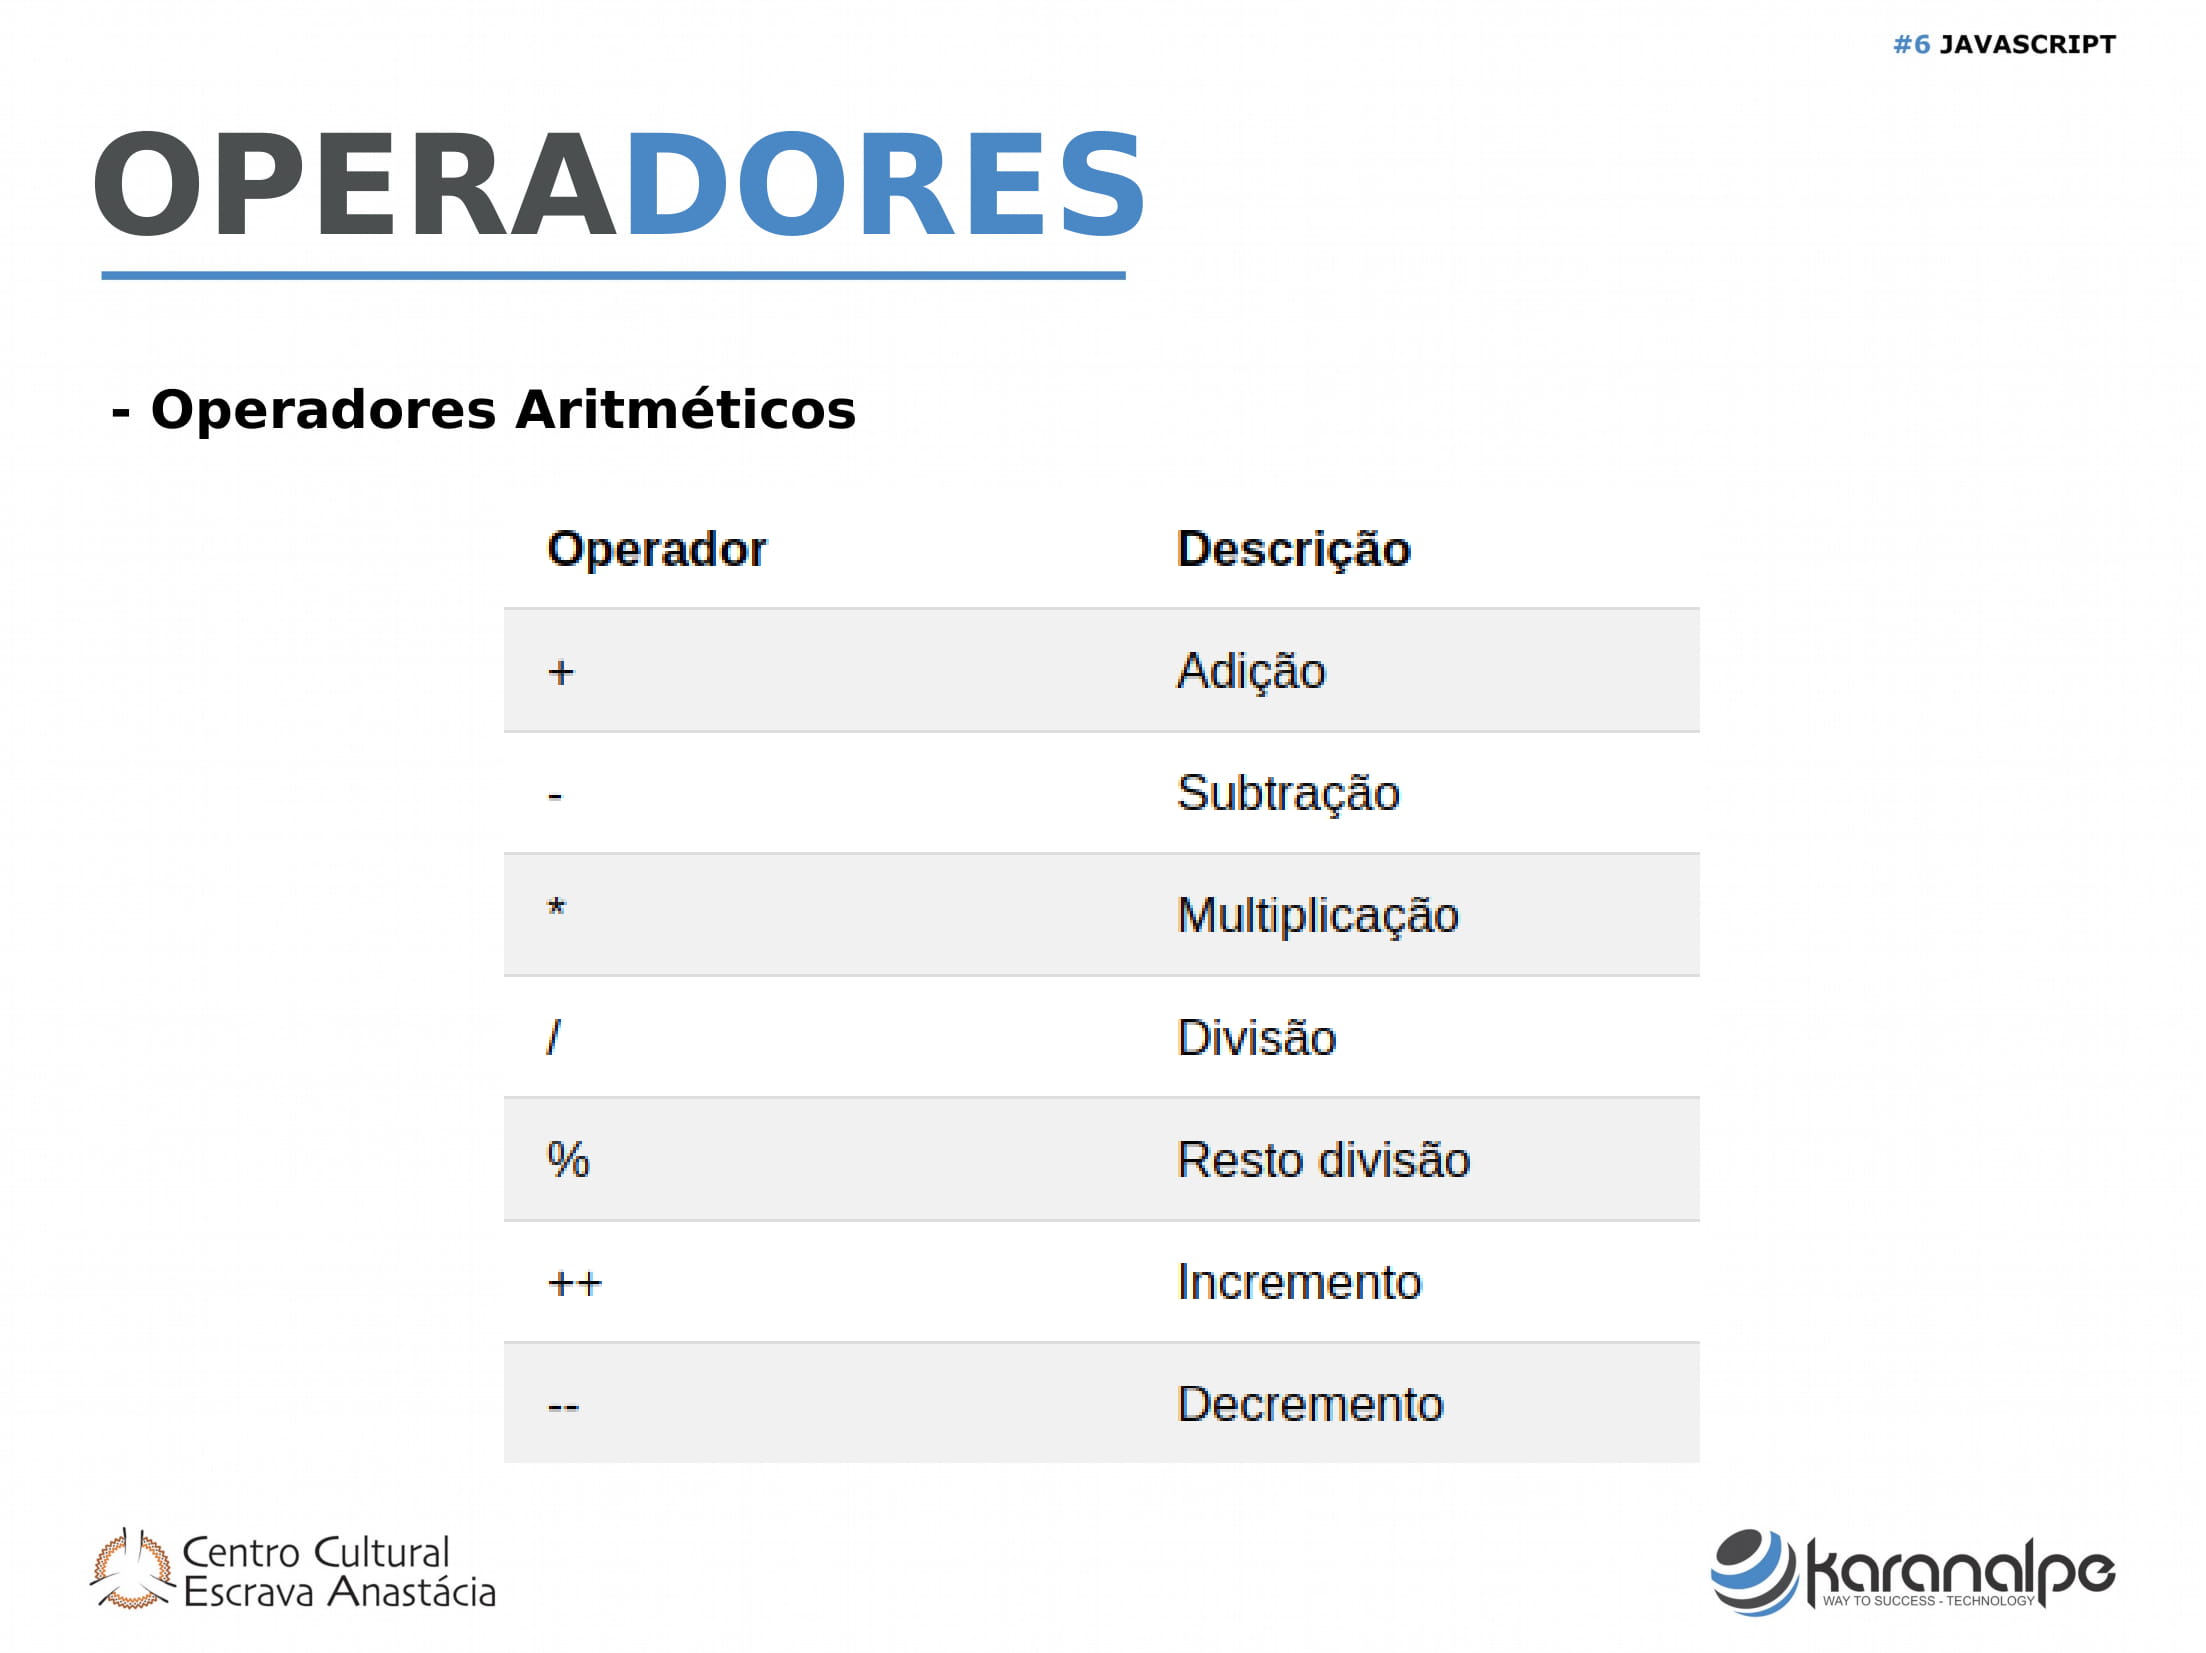 #6 JAVASCRIPT
OPERADORES
- Operadores Aritméticos
Operador Descrição
+ Adição
- Subtração
* Multiplicação
/ Divisão
% Resto divisão
++ Incremento
-- Decremento
Centro Cultural
Escrava Anastácia
karanalpe
WAY TO SUCCESS - TECHNOLOGY